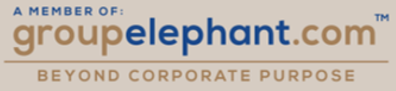 A MEMBER OF:
groupelephant.com™
BEYOND CORPORATE PURPOSE